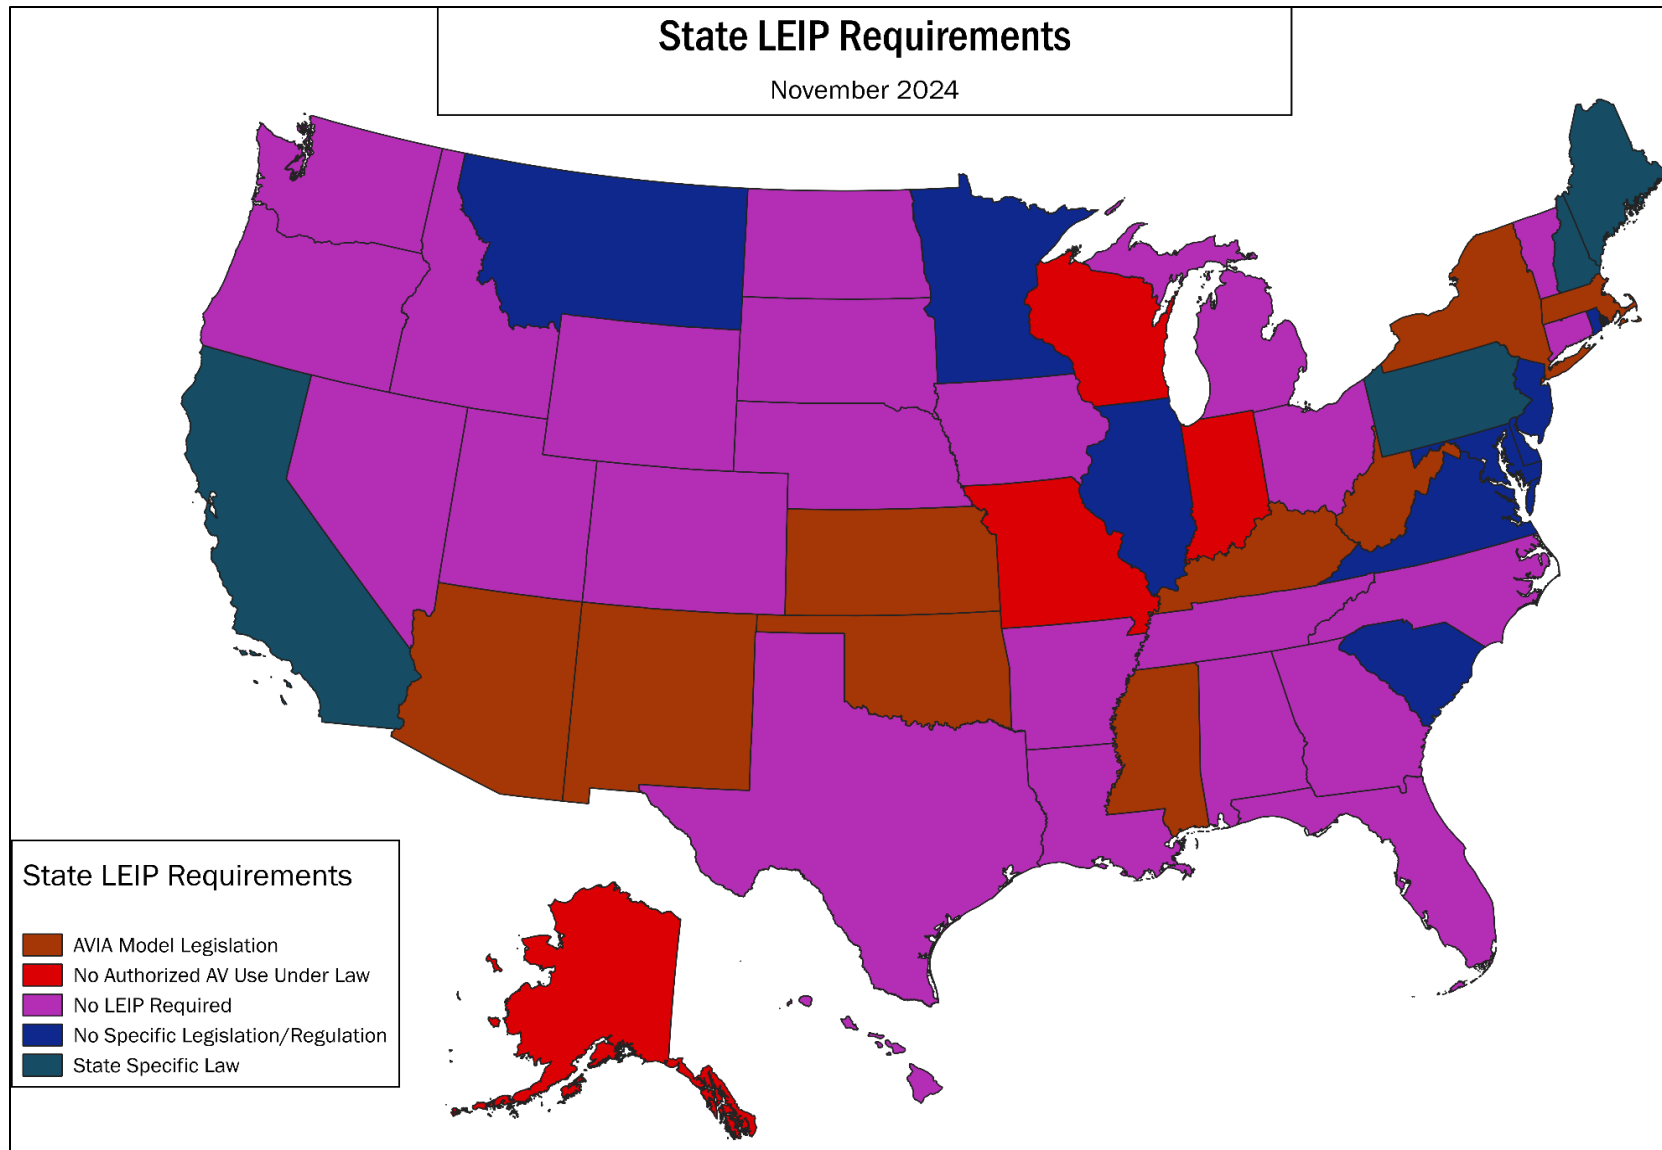 State LEIP Requirements
November 2024
State LEIP Requirements
AVIA Model Legislation
No Authorized AV Use Under Law
No LEIP Required
No Specific Legislation/Regulation
State Specific Law